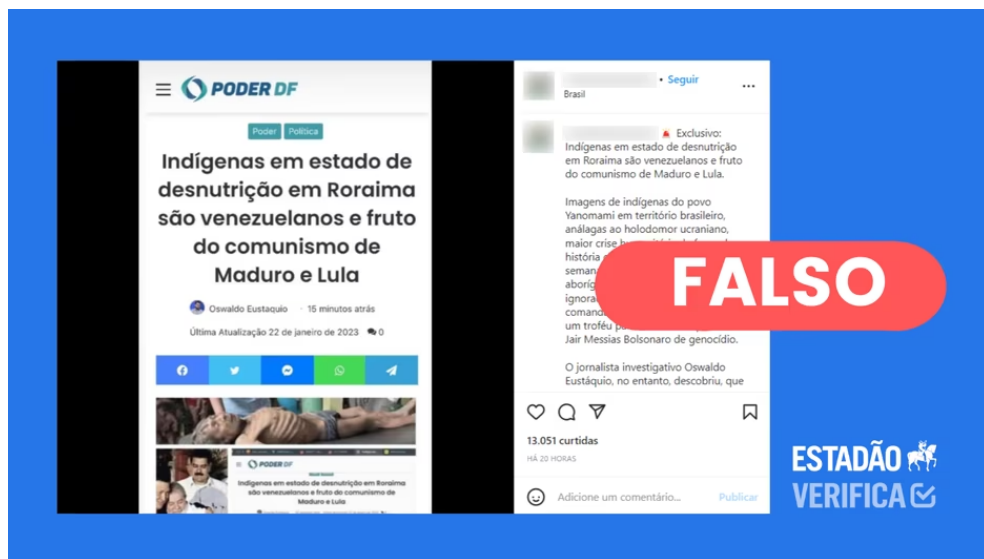 PODER DF
Poder Política
Indígenas em estado de
desnutrição em Roraima
são venezuelanos e fruto
do comunismo de
Maduro e Lula
Oswaldo Eustaquio · 15 minutos atrás
Última Atualização 22 de janeiro de 2023 0
PODER DF
Indígenas em estado de desnutrição em Roraima
são venezuelanos e fruto do comunismo de
Maduro e Lula
• Seguir
Brasil
Exclusivo:
Indígenas em estado de desnutrição
em Roraima são venezuelanos e fruto
do comunismo de Maduro e Lula.
Imagens de indígenas do povo
Yanomami em território brasileiro,
análagas ao holodomor ucraniano,
maior crise
história
semana
aboríg
ignora
comand
um troféu
Jair Messias Bolsonaro de genocídio.
O jornalista investigativo Oswaldo
Eustáquio, no entanto, descobriu, que
13.051 curtidas
HÁ 20 HORAS
Adicione um comentário... Publicar
FALSO
ESTADÃO
VERIFICA